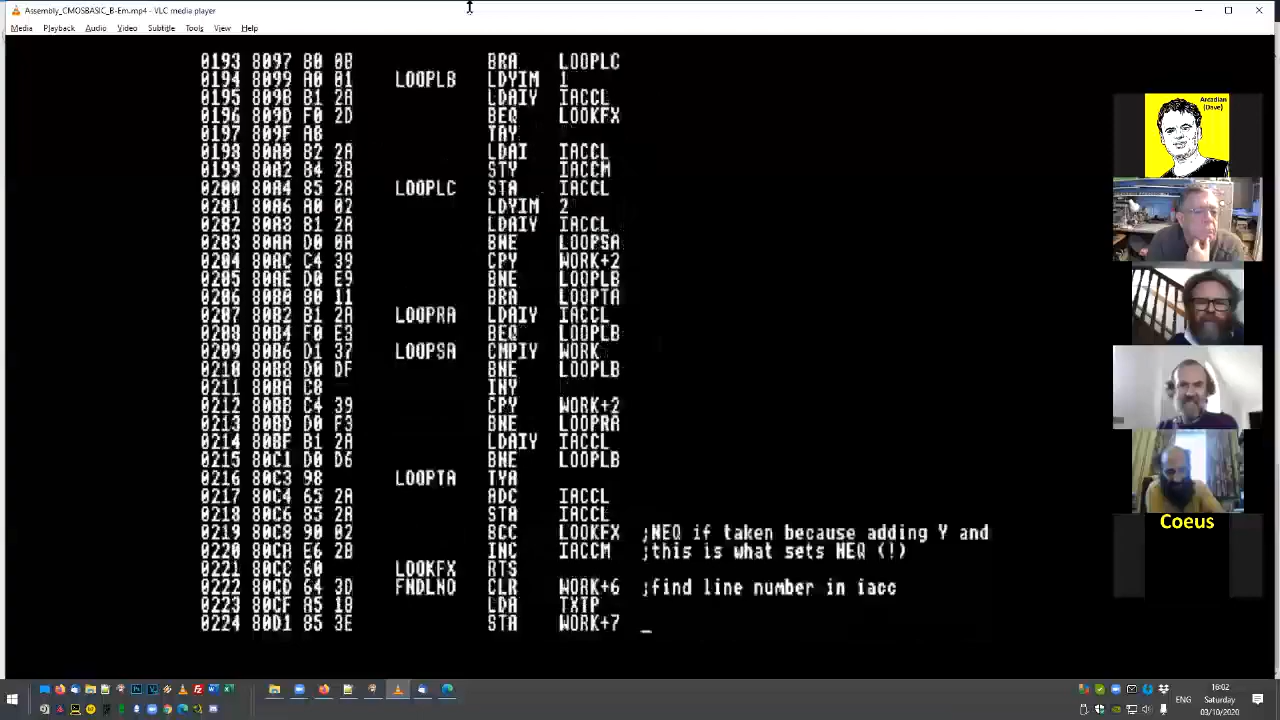 Assembly_CMOSBASIC_B-Em.mp4 - VLC media player
Media Playback Audio Video Subtitle Tools View Help
0193 8097 80 0B BRA LOOPLC
0194 8099 A0 01 LOOPLB LDYIM 1
0195 809B B1 2A LDAIY IACCL
0196 809D F0 2D BEQ LOOKFX
0197 809F A8 TAY
0198 80A0 B2 2A LDAI IACCL
0199 80A2 84 2B STY IACCM
0200 80A4 85 2A LOOPLC STA IACCL
0201 80A6 A0 02 LDYIM 2
0202 80A8 B1 2A LDAIY IACCL
0203 80AA D0 0A BNE LOOPSA
0204 80AC C4 39 CPY WORK+2
0205 80AE D0 E9 BNE LOOPLB
0206 80B0 80 11 BRA LOOPTA
0207 80B2 B1 2A LOOPRA LDAIY IACCL
0208 80B4 F0 E3 BEQ LOOPLB
0209 80B6 D1 37 LOOPSA CMPIY WORK
0210 80B8 D0 DF BNE LOOPLB
0211 80BA C8 INY
0212 80BB C4 39 CPY WORK+2
0213 80BD D0 F3 BNE LOOPRA
0214 80BF B1 2A LDAIY IACCL
0215 80C1 D0 D6 BNE LOOPLB
0216 80C3 98 LOOPTA TYA
0217 80C4 65 2A ADC IACCL
0218 80C6 85 2A STA IACCL
0219 80C8 90 02 BCC LOOKFX ;NEQ if taken because adding Y and
0220 80CA E6 2B INC IACCM ;this is what sets NEQ (!)
0221 80CC 60 LOOKFX RTS
0222 80CD 64 3D FNDLNO CLR WORK+6 ;find line number in iacc
0223 80CF A5 18 LDA TXTP
0224 80D1 85 3E STA WORK+7 _
Arcadian
(Dave)
Coeus
ENG
16:02
Saturday
03/10/2020